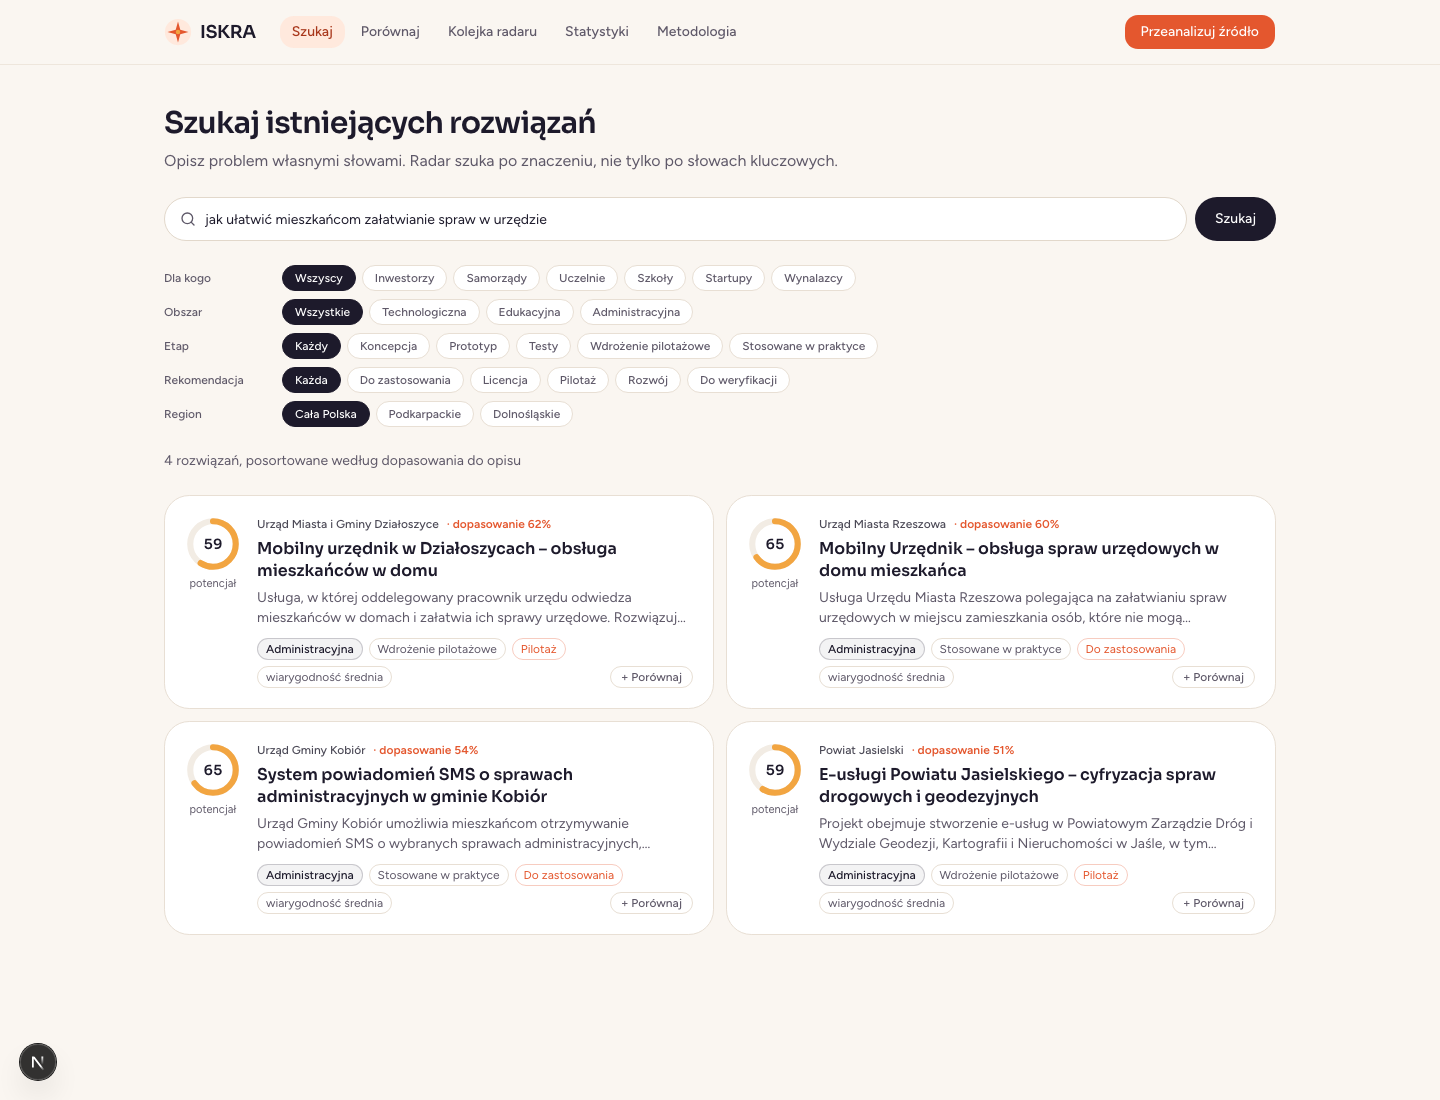 ISKRA
Szukaj
Porównaj
Kolejka radaru
Statystyki
Metodologia
Przeanalizuj źródło
Szukaj istniejących rozwiązań
Opisz problem własnymi słowami. Radar szuka po znaczeniu, nie tylko po słowach kluczowych.
jak ułatwić mieszkańcom załatwianie spraw w urzędzie
Szukaj
Dla kogo
Wszyscy
Inwestorzy
Samorządy
Uczelnie
Szkoły
Startupy
Wynalazcy
Obszar
Wszystkie
Technologiczna
Edukacyjna
Administracyjna
Etap
Każdy
Koncepcja
Prototyp
Testy
Wdrożenie pilotażowe
Stosowane w praktyce
Rekomendacja
Każda
Do zastosowania
Licencja
Pilotaż
Rozwój
Do weryfikacji
Region
Cała Polska
Podkarpackie
Dolnośląskie
4 rozwiązań, posortowane według dopasowania do opisu
59
potencjał
Urząd Miasta i Gminy Działoszyce · dopasowanie 62%
Mobilny urzędnik w Działoszycach – obsługa
mieszkańców w domu
Usługa, w której oddelegowany pracownik urzędu odwiedza
mieszkańców w domach i załatwia ich sprawy urzędowe. Rozwiązuj...
Administracyjna
Wdrożenie pilotażowe
Pilotaż
wiarygodność średnia
+ Porównaj
65
potencjał
Urząd Miasta Rzeszowa · dopasowanie 60%
Mobilny Urzędnik – obsługa spraw urzędowych w
domu mieszkańca
Usługa Urzędu Miasta Rzeszowa polegająca na załatwianiu spraw
urzędowych w miejscu zamieszkania osób, które nie mogą...
Administracyjna
Stosowane w praktyce
Do zastosowania
wiarygodność średnia
+ Porównaj
65
potencjał
Urząd Gminy Kobiór · dopasowanie 54%
System powiadomień SMS o sprawach
administracyjnych w gminie Kobiór
Urząd Gminy Kobiór umożliwia mieszkańcom otrzymywanie
powiadomień SMS o wybranych sprawach administracyjnych,...
Administracyjna
Stosowane w praktyce
Do zastosowania
wiarygodność średnia
+ Porównaj
59
potencjał
Powiat Jasielski · dopasowanie 51%
E-usługi Powiatu Jasielskiego – cyfryzacja spraw
drogowych i geodezyjnych
Projekt obejmuje stworzenie e-usług w Powiatowym Zarządzie Dróg i
Wydziale Geodezji, Kartografii i Nieruchomości w Jaśle, w tym...
Administracyjna
Wdrożenie pilotażowe
Pilotaż
wiarygodność średnia
+ Porównaj
N